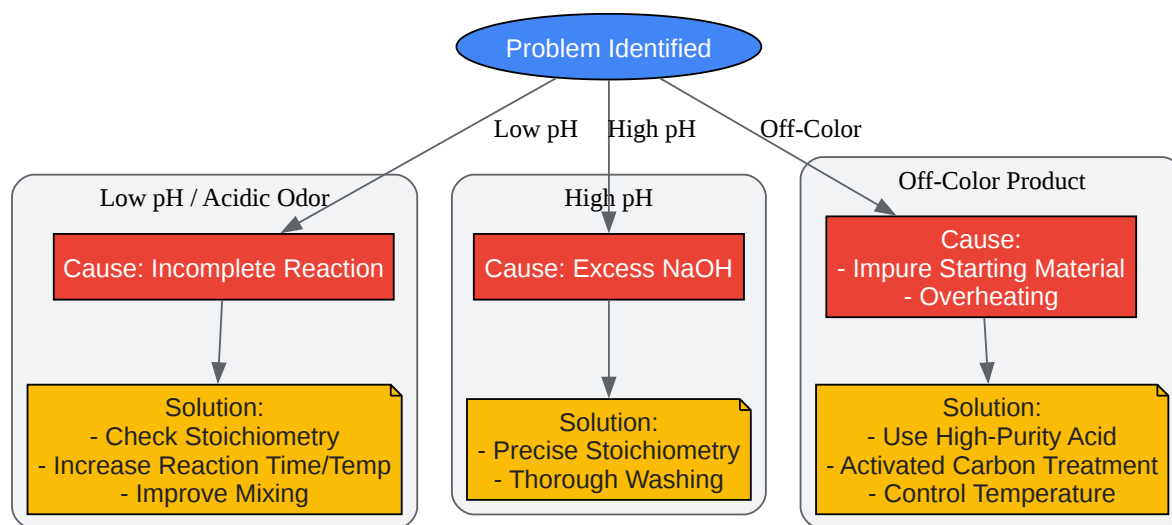 Problem Identified
Low pH
High pH
Off-Color
Low pH / Acidic Odor
Cause: Incomplete Reaction
Solution:
- Check Stoichiometry
- Increase Reaction Time/Temp
- Improve Mixing
High pH
Cause: Excess NaOH
Solution:
- Precise Stoichiometry
- Thorough Washing
Off-Color Product
Cause:
- Impure Starting Material
- Overheating
Solution:
- Use High-Purity Acid
- Activated Carbon Treatment
- Control Temperature